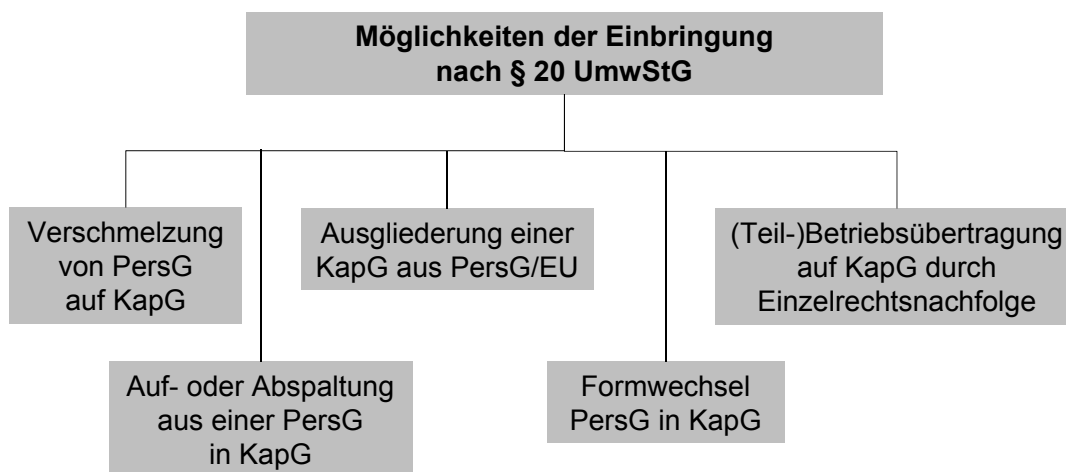 Möglichkeiten der Einbringung
nach § 20 UmwStG
Verschmelzung
von PersG
auf KapG
Ausgliederung einer
KapG aus PersG/EU
(Teil-)Betriebsübertragung
auf KapG durch
Einzelrechtsnachfolge
Auf- oder Abspaltung
aus einer PersG
in KapG
Formwechsel
PersG in KapG